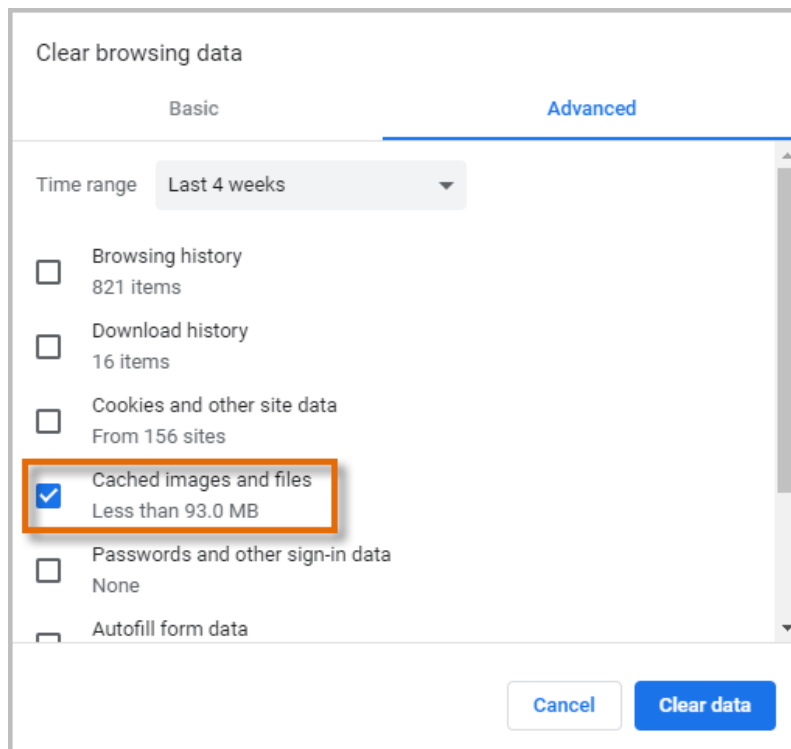 Clear browsing data
Basic
Advanced
Time range
Last 4 weeks
Browsing history
821 items
Download history
16 items
Cookies and other site data
From 156 sites
Cached images and files
Less than 93.0 MB
Passwords and other sign-in data
None
Autofill form data
Cancel
Clear data